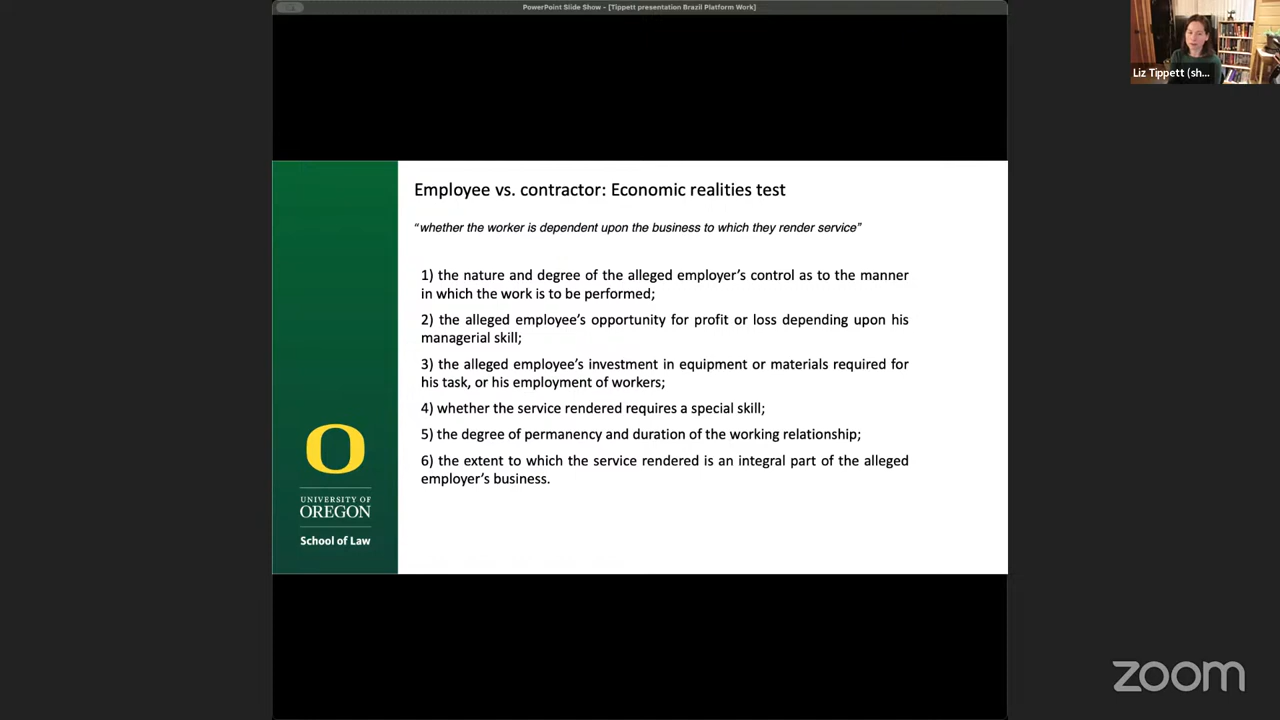 PowerPoint Slide Show - [Tippett presentation Brazil Platform Work]
Liz Tippett (sh...
Employee vs. contractor: Economic realities test
“whether the worker is dependent upon the business to which they render service”
1) the nature and degree of the alleged employer’s control as to the manner
in which the work is to be performed;
2) the alleged employee’s opportunity for profit or loss depending upon his
managerial skill;
3) the alleged employee’s investment in equipment or materials required for
his task, or his employment of workers;
4) whether the service rendered requires a special skill;
5) the degree of permanency and duration of the working relationship;
6) the extent to which the service rendered is an integral part of the alleged
employer’s business.
O
UNIVERSITY OF
OREGON
School of Law
zoom